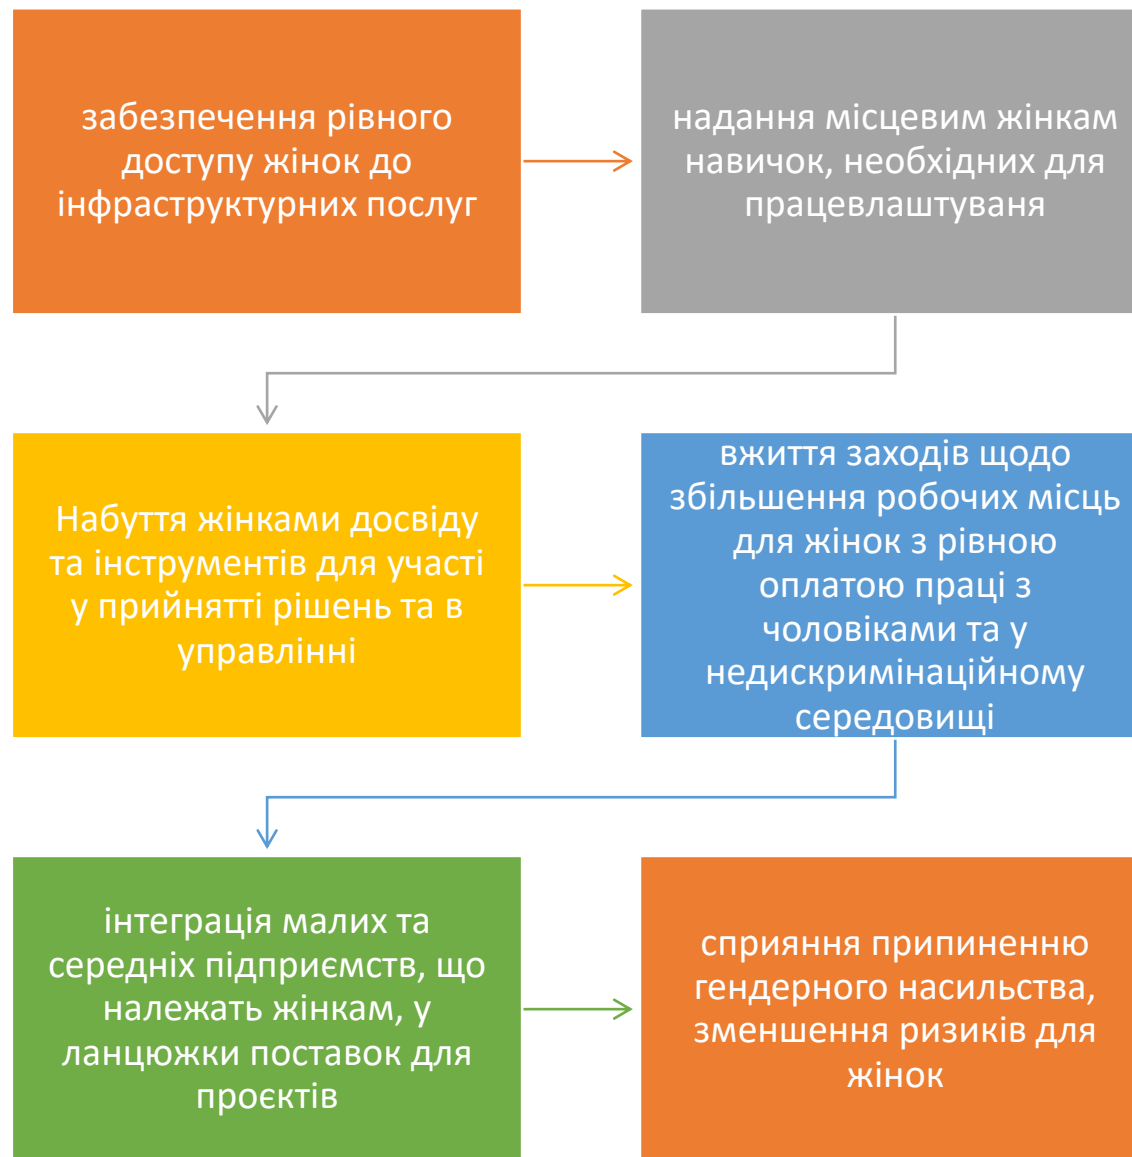 забезпечення рівного
доступу жінок до
інфраструктурних послуг
надання місцевим жінкам
навичок, необхідних для
працевлаштуваня
Набуття жінками досвіду
та інструментів для участі
у прийнятті рішень та в
управлінні
вжиття заходів щодо
збільшення робочих місць
для жінок з рівною
оплатою праці з
чоловіками та у
недискримінаційному
середовищі
інтеграція малих та
середніх підприємств, що
належать жінкам, у
ланцюжки поставок для
проєктів
сприяння припиненню
гендерного насильства,
зменшення ризиків для
жінок